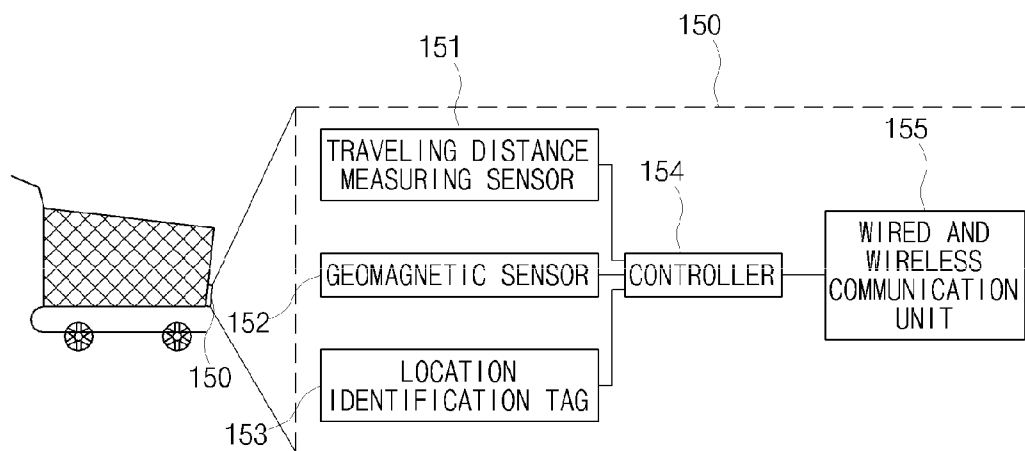 150
151
155
TRAVELING DISTANCE
MEASURING SENSOR
154
WIRED AND
WIRELESS
COMMUNICATION
UNIT
GEOMAGNETIC SENSOR
CONTROLLER
152
150
LOCATION
IDENTIFICATION TAG
153